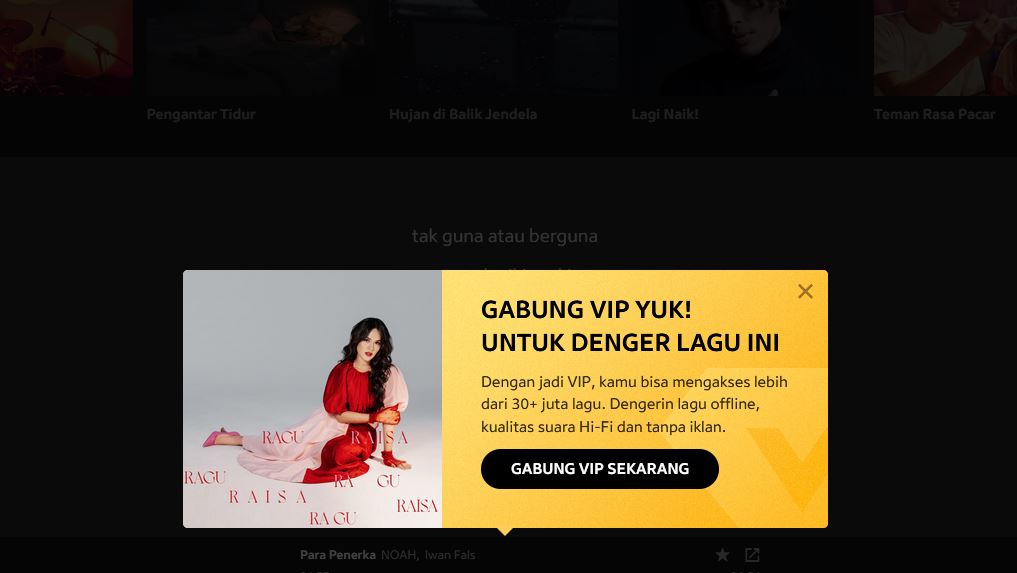 Pengantar Tidur
Hujan di Balik Jendela
Lagi Naik!
Teman Rasa Pacar
tak guna atau berguna
GABUNG VIP YUK!
UNTUK DENGER LAGU INI
Dengan jadi VIP, kamu bisa mengakses lebih
dari 30+ juta lagu. Dengerin lagu offline,
kualitas suara Hi-Fi dan tanpa iklan.
GABUNG VIP SEKARANG
RAGU RAISA
RAGU RA GU
RAISA RAISA
RA GU
Para Penerka NOAH, Iwan Fals